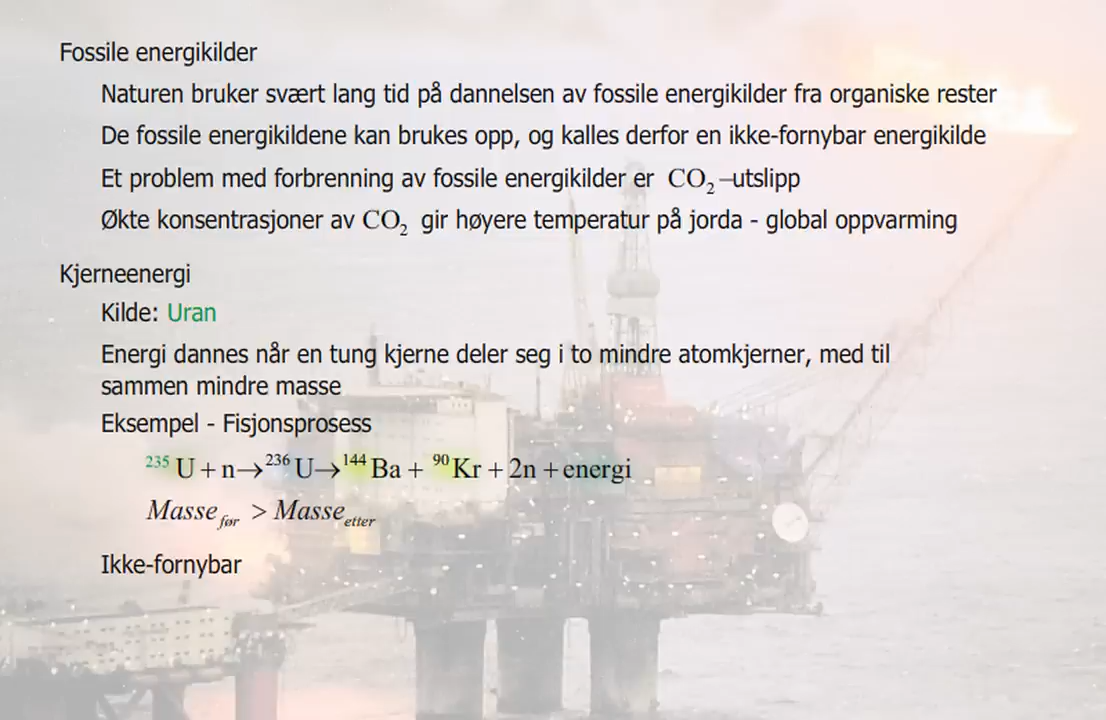 Fossile energikilder
Naturen bruker svært lang tid på dannelsen av fossile energikilder fra organiske rester
De fossile energikildene kan brukes opp, og kalles derfor en ikke-fornybar energikilde
Et problem med forbrenning av fossile energikilder er CO₂–utslipp
Økte konsentrasjoner av CO₂ gir høyere temperatur på jorda - global oppvarming
Kjerneenergi
Kilde: Uran
Energi dannes når en tung kjerne deler seg i to mindre atomkjerner, med til
sammen mindre masse
Eksempel - Fisjonsprosess
²³⁵U + n→²³⁶U→¹⁴⁴Ba + ⁹⁰Kr + 2n + energi
Masse før > Masse etter
Ikke-fornybar